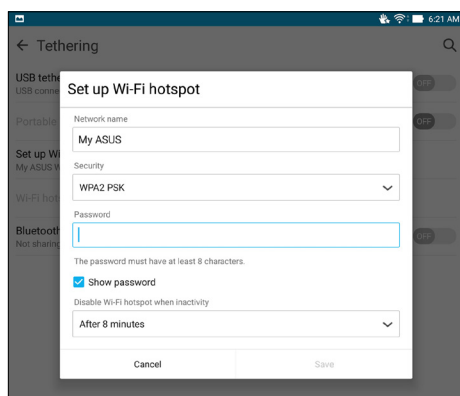 6:21 AM
Tethering
USB tethe
USB conne
OFF
Portable
OFF
Set up Wi
My ASUS W
Wi-Fi hot
Bluetooth
Not sharing
OFF
Set up Wi-Fi hotspot
Network name
My ASUS
Security
WPA2 PSK
Password
The password must have at least 8 characters.
Show password
Disable Wi-Fi hotspot when inactivity
After 8 minutes
Cancel
Save